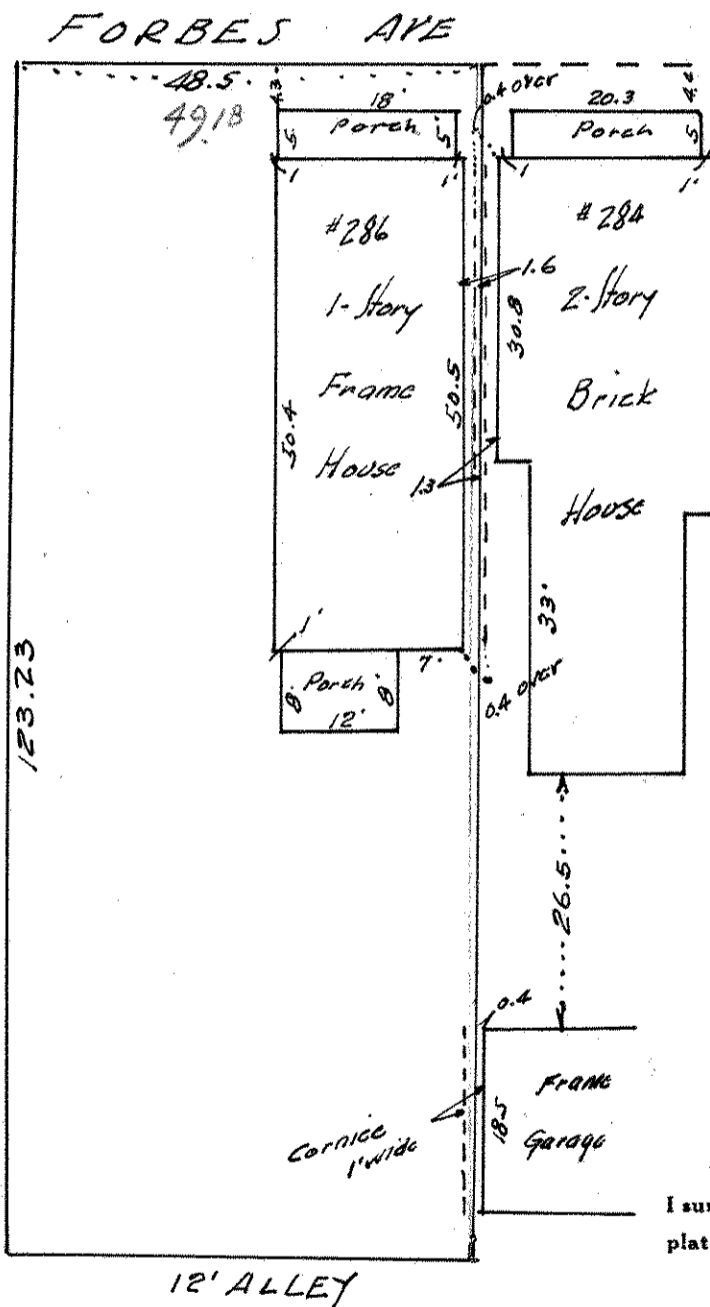 FORBES AVE
48.5
49.18
4.3
18'
0.4 over
20.3
4.4
5
Porch
5'
Porch
5
1
1'
1
1'
#286
#284
1.6
1-Story
2-Story
30.8
Frame
Brick
50.4
50.5
House
1.3
House
33'
1'
7'
8'
Porch
8'
12'
0.4 over
123.23
26.5
0.4
Frame
18.5
Garage
Cornice
1' wide
I sur
plat
12' ALLEY